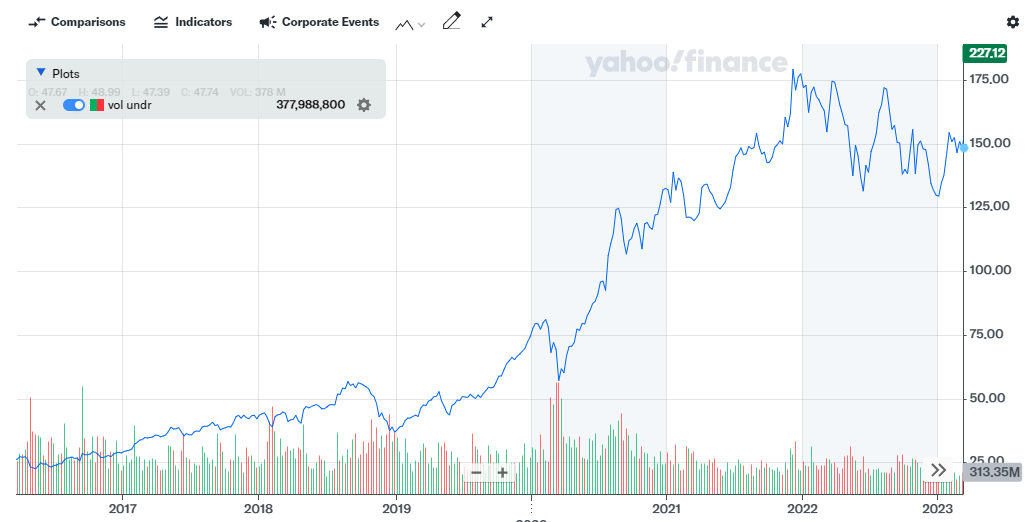 Comparisons Indicators Corporate Events
yahoo!finance
227.12
Plots
O: 47.67 H: 48.99 L: 47.39 C: 47.74 VOL: 378 M
vol undr 377,988,800
175.00
150.00
125.00
100.00
75.00
50.00
25.00
313.35M
2017 2018 2019 2020 2021 2022 2023